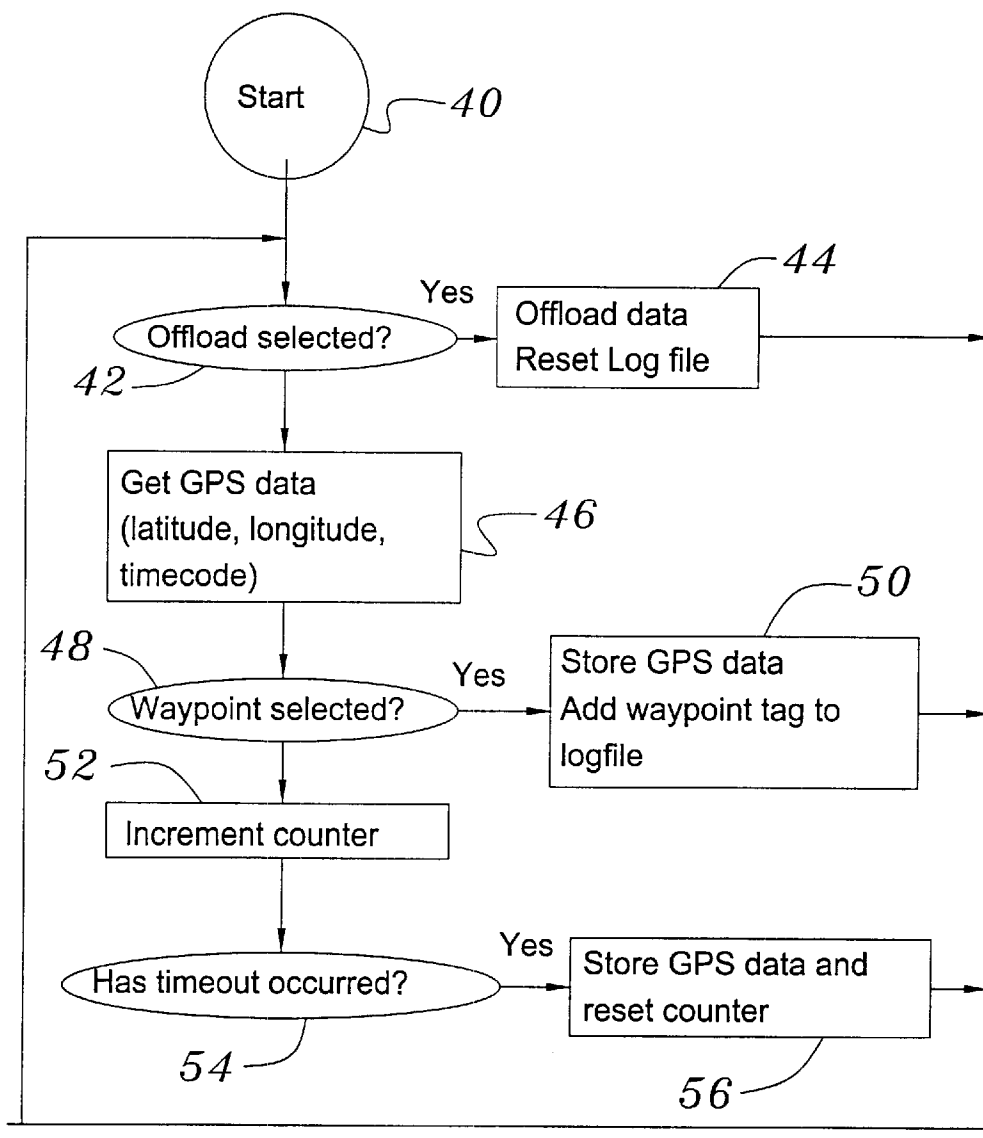 Start
40
Yes
44
Offload selected?
Offload data
Reset Log file
42
Get GPS data
(latitude, longitude,
timecode)
46
48
50
Yes
Waypoint selected?
Store GPS data
Add waypoint tag to
logfile
52
Increment counter
Yes
Has timeout occurred?
Store GPS data and
reset counter
54
56